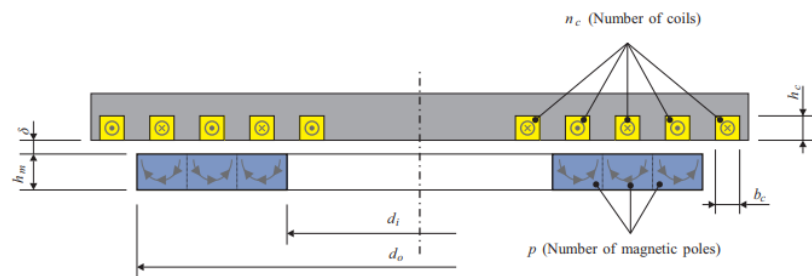 n_c (Number of coils)
h_c
δ
h_m
b_c
d_i
d_o
p (Number of magnetic poles)